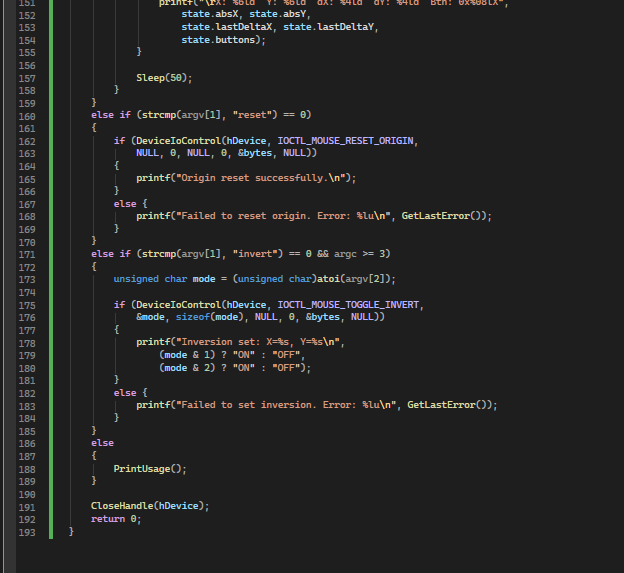 151 printf("\rX: %6ld Y: %6ld dX: %4ld dY: %4ld Btn: 0x%08lX",
152 state.absX, state.absY,
153 state.lastDeltaX, state.lastDeltaY,
154 state.buttons);
155 }
156
157 Sleep(50);
158 }
159 }
160 else if (strcmp(argv[1], "reset") == 0)
161 {
162 if (DeviceIoControl(hDevice, IOCTL_MOUSE_RESET_ORIGIN,
163 NULL, 0, NULL, 0, &bytes, NULL))
164 {
165 printf("Origin reset successfully.\n");
166 }
167 else {
168 printf("Failed to reset origin. Error: %lu\n", GetLastError());
169 }
170 }
171 else if (strcmp(argv[1], "invert") == 0 && argc >= 3)
172 {
173 unsigned char mode = (unsigned char)atoi(argv[2]);
174
175 if (DeviceIoControl(hDevice, IOCTL_MOUSE_TOGGLE_INVERT,
176 &mode, sizeof(mode), NULL, 0, &bytes, NULL))
177 {
178 printf("Inversion set: X=%s, Y=%s\n",
179 (mode & 1) ? "ON" : "OFF",
180 (mode & 2) ? "ON" : "OFF");
181 }
182 else {
183 printf("Failed to set inversion. Error: %lu\n", GetLastError());
184 }
185 }
186 else
187 {
188 PrintUsage();
189 }
190
191 CloseHandle(hDevice);
192 return 0;
193 }